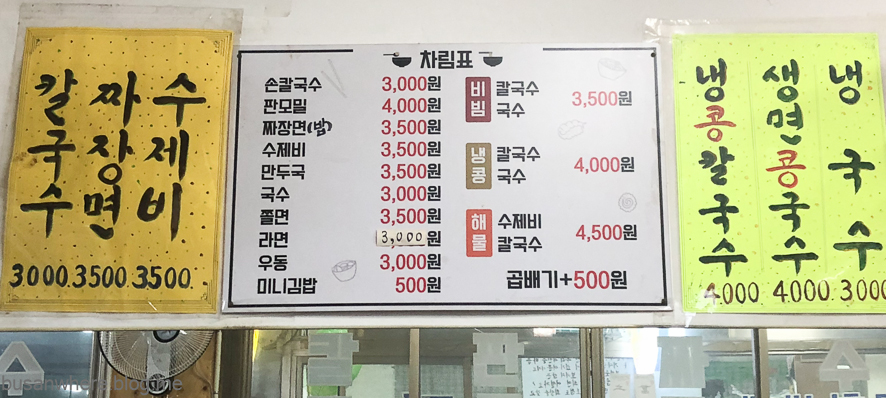 칼 짜 수
국 장 제
수 면 비
3000. 3500. 3500.
차림표
손칼국수 3,000원
판모밀 4,000원
짜장면(밥) 3,500원
수제비 3,500원
만두국 3,500원
국수 3,000원
쫄면 3,500원
라면 3,000원
우동 3,000원
미니김밥 500원
비빔 칼국수 국수 3,500원
냉콩 칼국수 국수 4,000원
해물 수제비 칼국수 4,500원
곱배기+500원
냉 생 냉
콩 면
칼 콩 국
국 국
수 수 수
4000 4000. 3000
busanwhere.blog.me